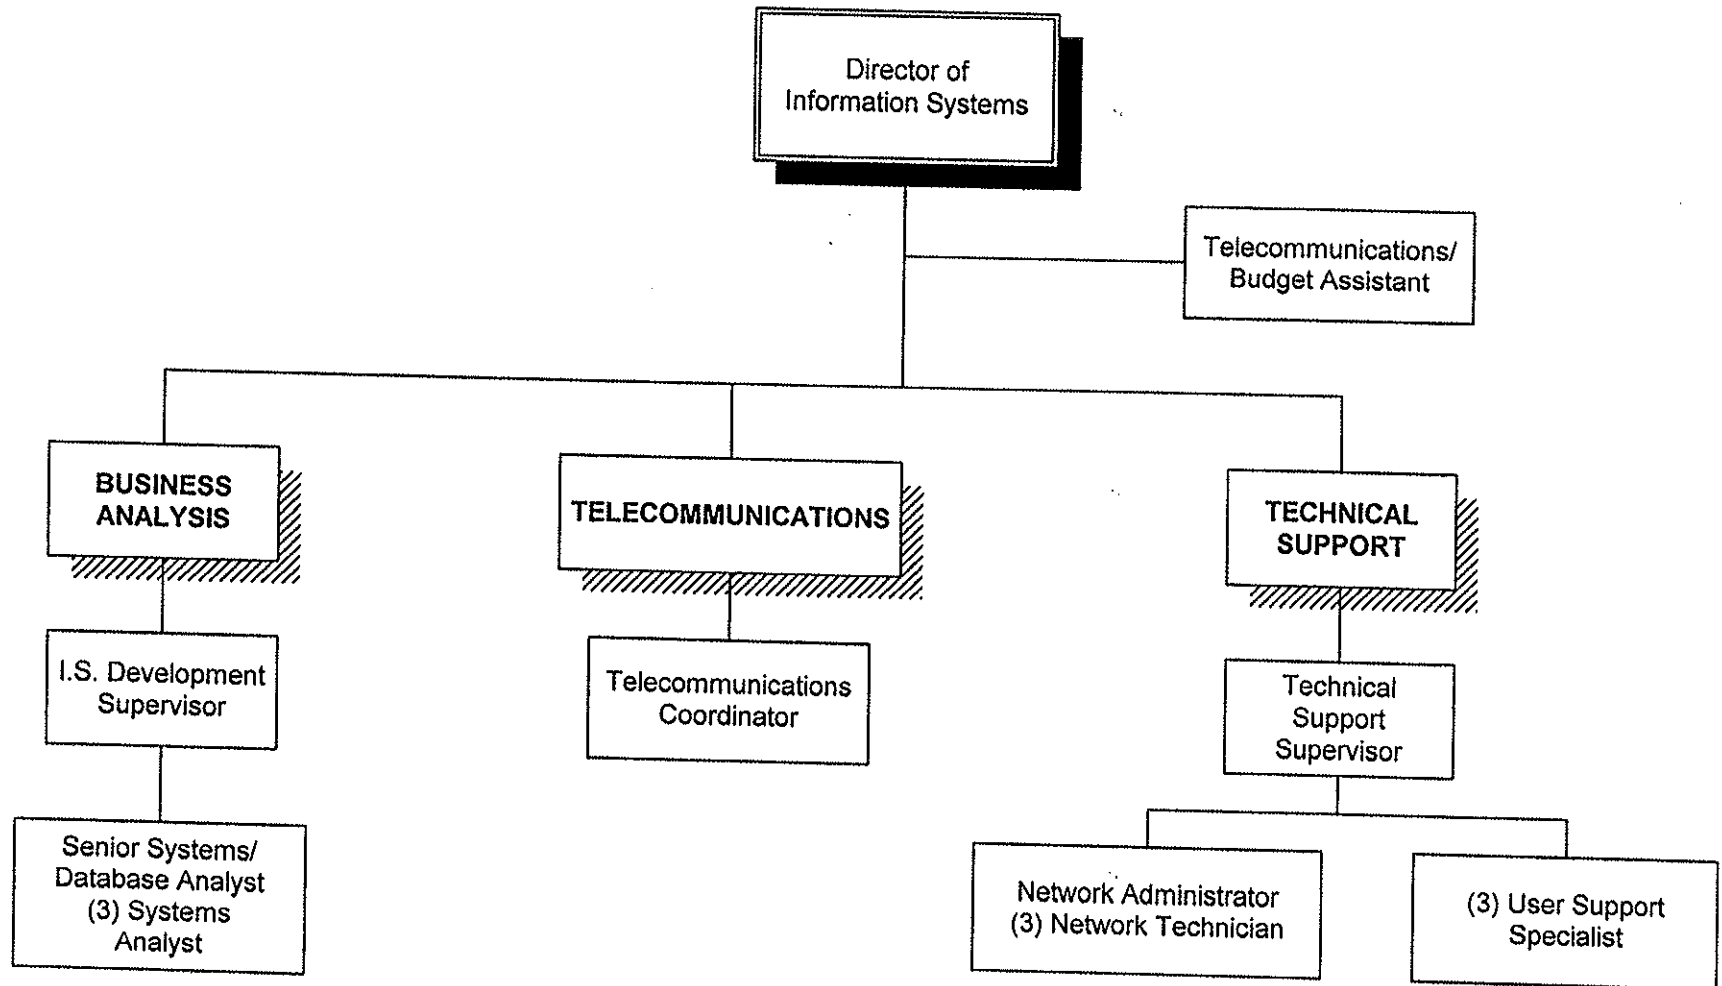 Director of
Information Systems
Telecommunications/
Budget Assistant
BUSINESS
ANALYSIS
TELECOMMUNICATIONS
TECHNICAL
SUPPORT
I.S. Development
Supervisor
Telecommunications
Coordinator
Technical
Support
Supervisor
Senior Systems/
Database Analyst
(3) Systems
Analyst
Network Administrator
(3) Network Technician
(3) User Support
Specialist